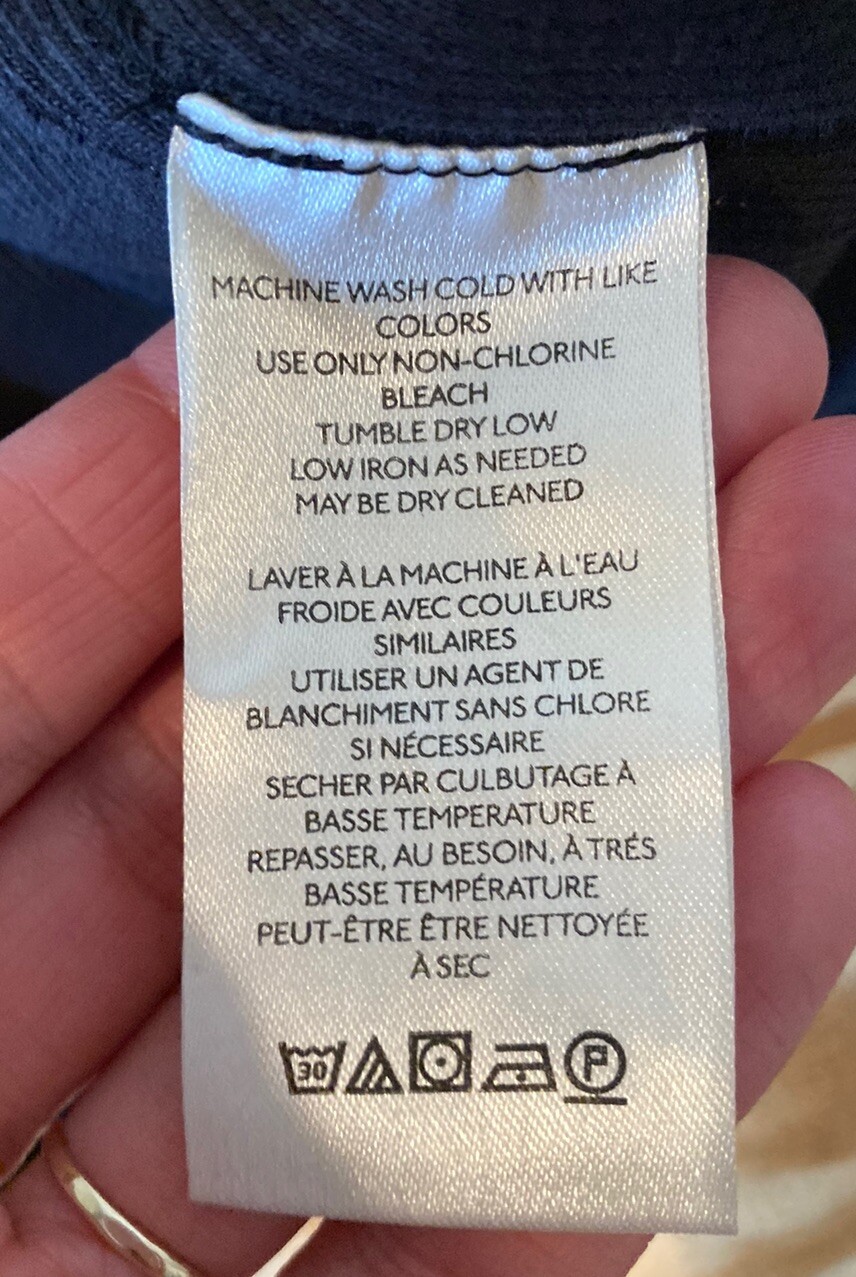 MACHINE WASH COLD WITH LIKE
COLORS
USE ONLY NON-CHLORINE
BLEACH
TUMBLE DRY LOW
LOW IRON AS NEEDED
MAY BE DRY CLEANED
LAVER À LA MACHINE À L'EAU
FROIDE AVEC COULEURS
SIMILAIRES
UTILISER UN AGENT DE
BLANCHIMENT SANS CHLORE
SI NÉCESSAIRE
SECHER PAR CULBUTAGE À
BASSE TEMPERATURE
REPASSER, AU BESOIN, À TRÉS
BASSE TEMPÉRATURE
PEUT-ÊTRE ÊTRE NETTOYÉE
À SEC
30 P